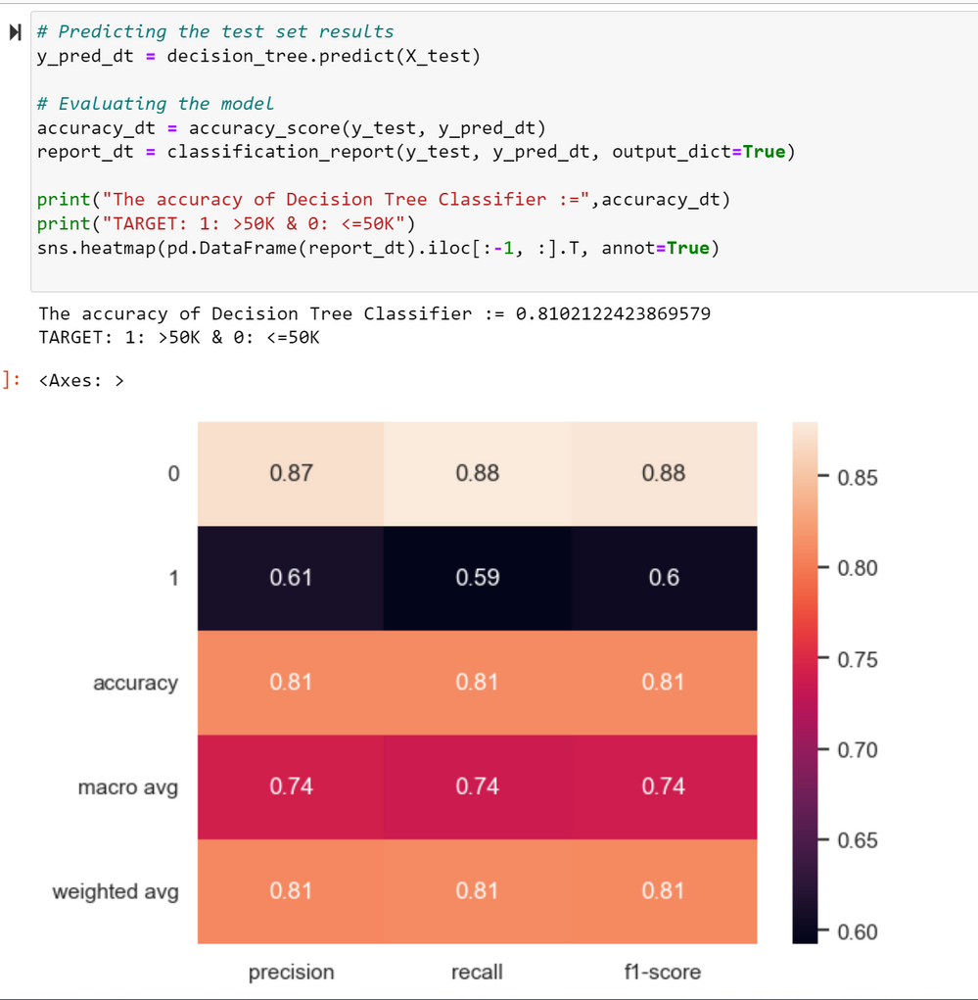 # Predicting the test set results
y_pred_dt = decision_tree.predict(X_test)
# Evaluating the model
accuracy_dt = accuracy_score(y_test, y_pred_dt)
report_dt = classification_report(y_test, y_pred_dt, output_dict=True)
print("The accuracy of Decision Tree Classifier :=",accuracy_dt)
print("TARGET: 1: >50K & 0: <=50K")
sns.heatmap(pd.DataFrame(report_dt).iloc[:-1, :].T, annot=True)
The accuracy of Decision Tree Classifier := 0.8102122423869579
TARGET: 1: >50K & 0: <=50K
]: <Axes: >
0 0.87 0.88 0.88
1 0.61 0.59 0.6
accuracy 0.81 0.81 0.81
macro avg 0.74 0.74 0.74
weighted avg 0.81 0.81 0.81
precision recall f1-score
0.85
0.80
0.75
0.70
0.65
0.60